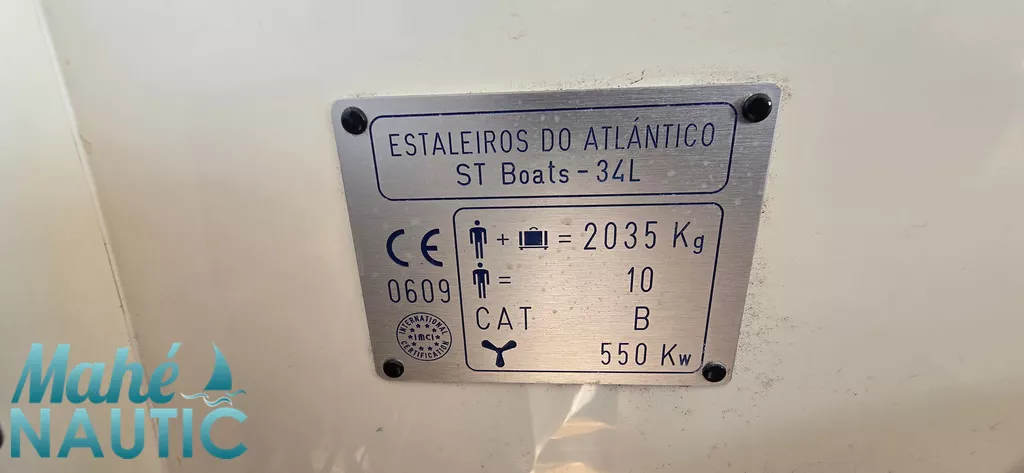 ESTALEIROS DO ATLÁNTICO
ST Boats - 34L
CE
0609
INTERNATIONAL
IMCI
CERTIFICATION
+ = 2035 Kg
= 10
CAT B
550 Kw
Mahé
NAUTIC